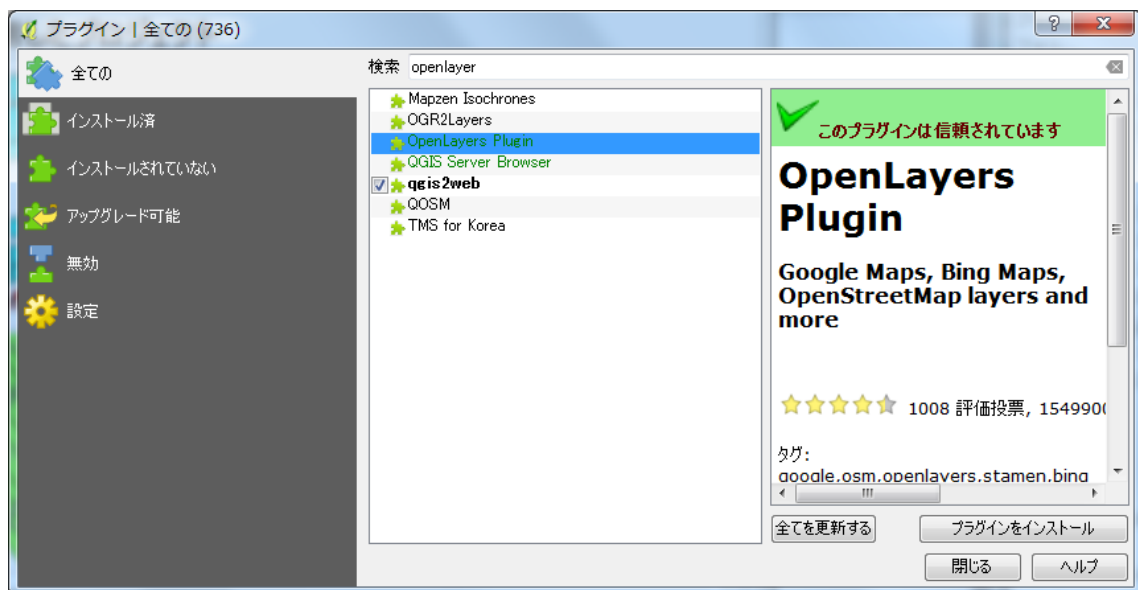 プラグイン | 全ての (736)
全ての
インストール済
インストールされていない
アップグレード可能
無効
設定
検索 openlayer
Mapzen Isochrones
OGR2Layers
OpenLayers Plugin
QGIS Server Browser
qgis2web
QOSM
TMS for Korea
このプラグインは信頼されています
OpenLayers
Plugin
Google Maps, Bing Maps,
OpenStreetMap layers and
more
1008 評価投票, 1549900
タグ:
google,osm,openlayers,stamen,bing
全てを更新する
プラグインをインストール
閉じる
ヘルプ